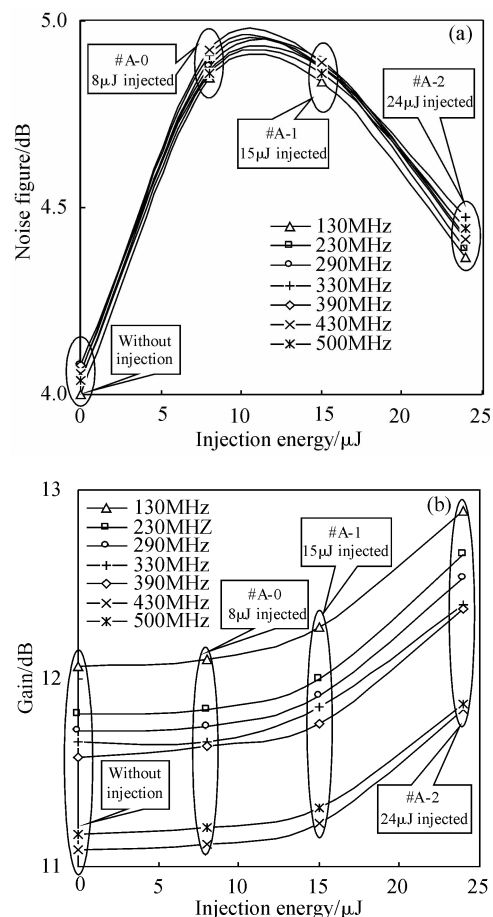 5.0
(a)
#A-0
8μJ injected
#A-2
24μJ injected
#A-1
15μJ injected
Noise figure/dB
4.5
130MHz
230MHz
290MHz
330MHz
390MHz
430MHz
500MHz
Without
injection
4.0
0 5 10 15 20 25
Injection energy/μJ
13
(b)
130MHz
230MHZ
290MHz
330MHz
390MHz
430MHz
500MHz
#A-1
15μJ injected
#A-0
8μJ injected
Gain/dB
12
Without
injection
#A-2
24μJ injected
11
0 5 10 15 20 25
Injection energy/μJ